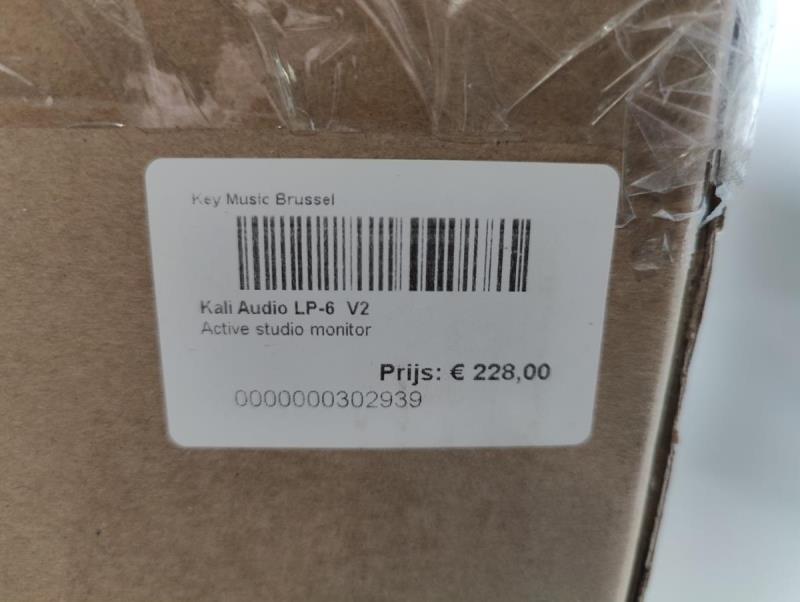 Key Music Brussel
Kali Audio LP-6 V2
Active studio monitor
Prijs: € 228,00
0000000302939